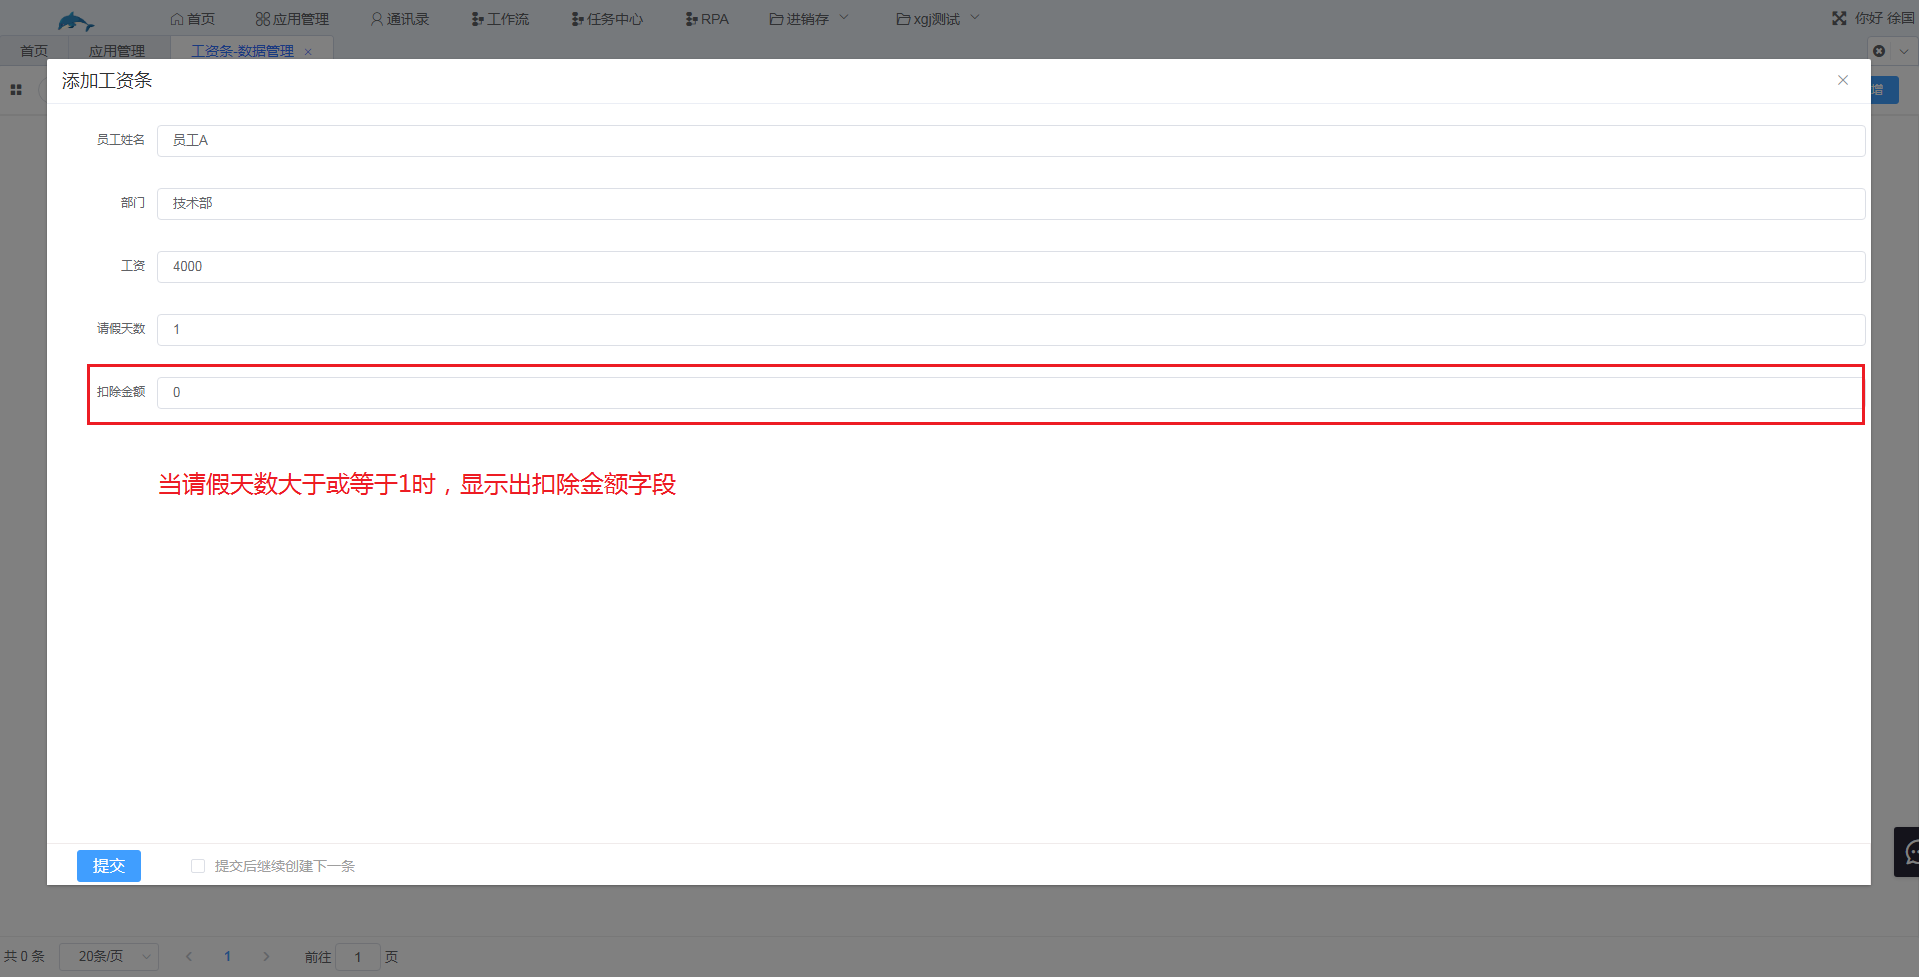 首页 应用管理 通讯录 工作流 任务中心 RPA 进销存 xgj测试 你好 徐国
首页 应用管理 工资条-数据管理
添加工资条
增
员工姓名 员工A
部门 技术部
工资 4000
请假天数 1
扣除金额 0
当请假天数大于或等于1时，显示出扣除金额字段
提交 提交后继续创建下一条
共 0 条 20条/页 1 前往 1 页